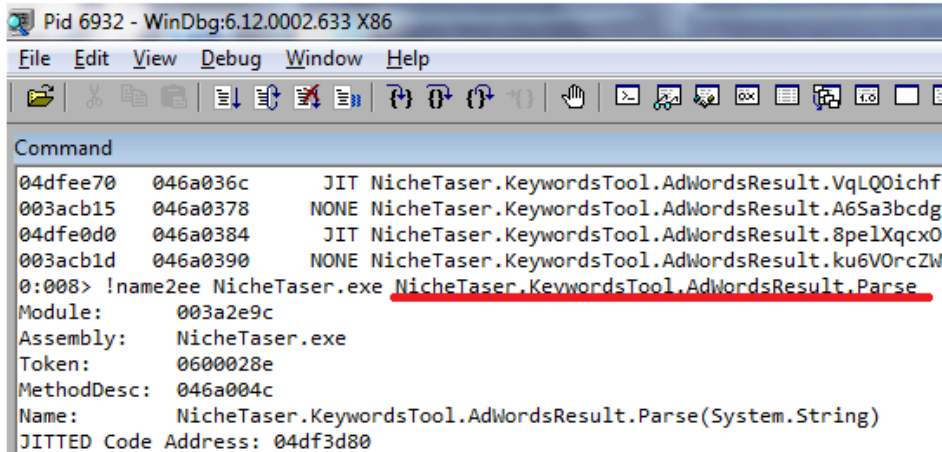 Pid 6932 - WinDbg:6.12.0002.633 X86
File Edit View Debug Window Help
Command
04dfee70 046a036c JIT NicheTaser.KeywordsTool.AdWordsResult.VqLQOichf
003acb15 046a0378 NONE NicheTaser.KeywordsTool.AdWordsResult.A6Sa3bcdg
04dfe0d0 046a0384 JIT NicheTaser.KeywordsTool.AdWordsResult.8pelXqcxO
003acb1d 046a0390 NONE NicheTaser.KeywordsTool.AdWordsResult.ku6VOrcZW
0:008> !name2ee NicheTaser.exe NicheTaser.KeywordsTool.AdWordsResult.Parse
Module: 003a2e9c
Assembly: NicheTaser.exe
Token: 0600028e
MethodDesc: 046a004c
Name: NicheTaser.KeywordsTool.AdWordsResult.Parse(System.String)
JITTED Code Address: 04df3d80